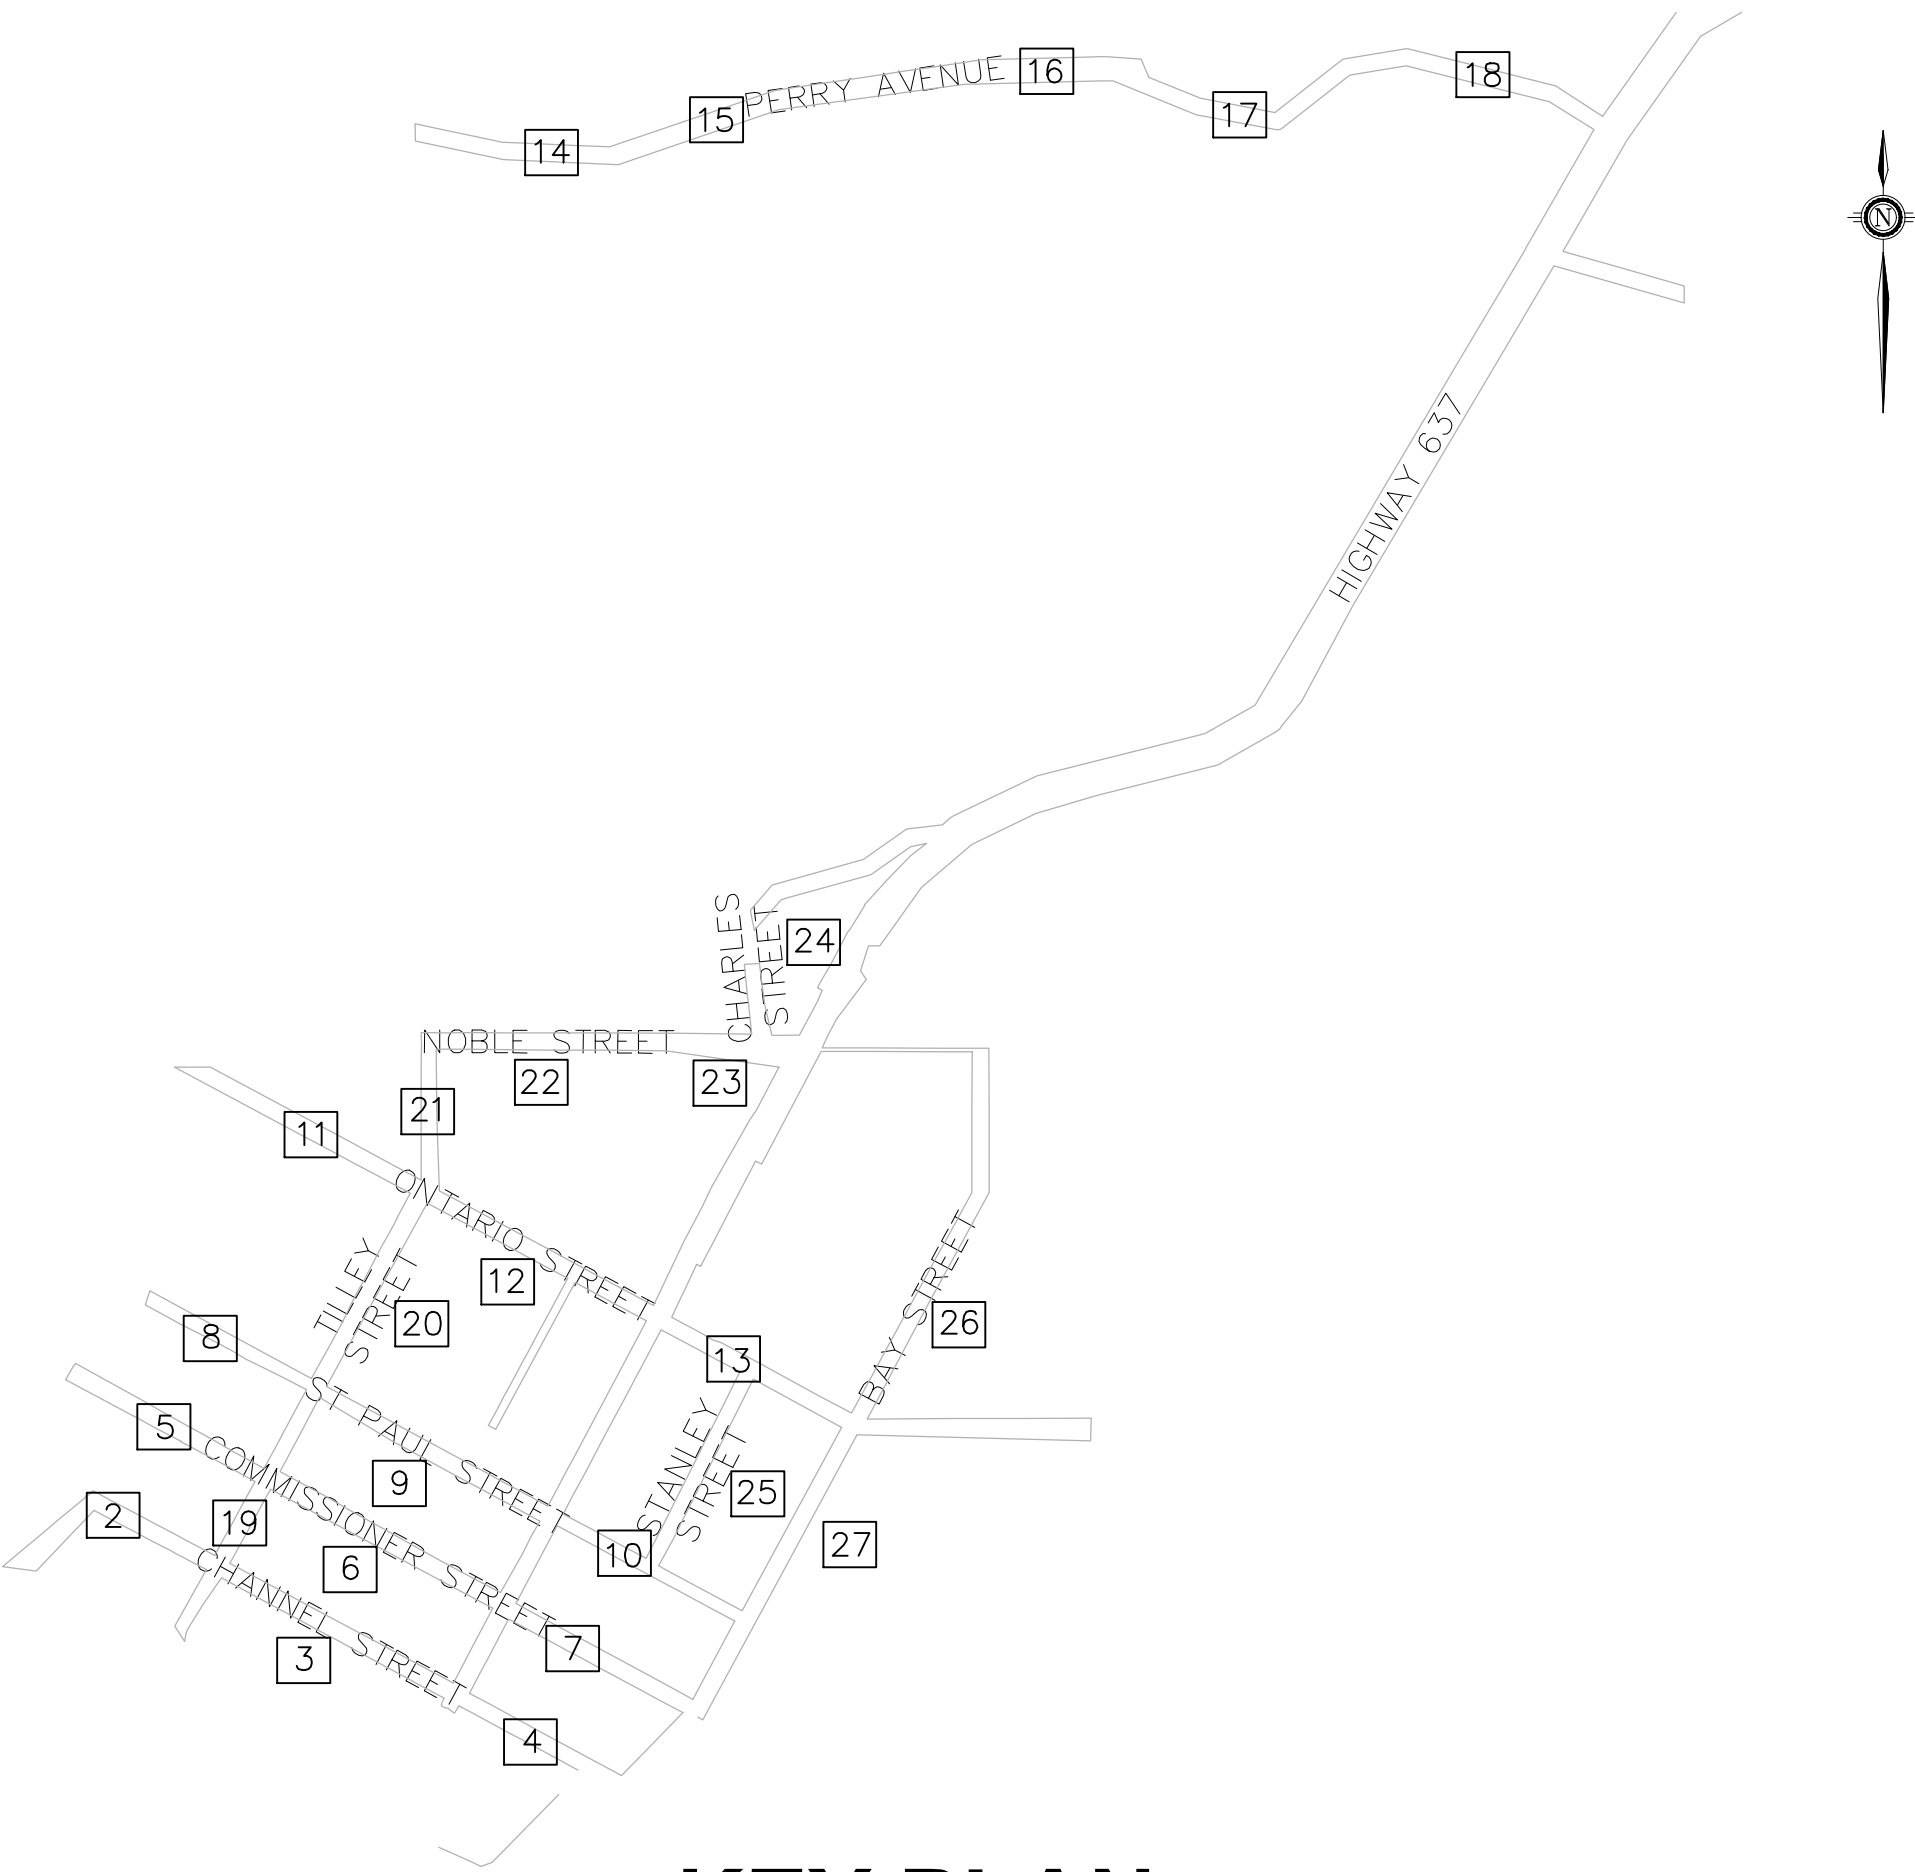 16
18
PERRY AVENUE
15
17
14
N
HIGHWAY 637
CHARLES
STREET
24
NOBLE STREET
22
23
21
11
ONTARIO STREET
12
TILLEY
STREET
20
BAY STREET
26
8
13
ST PAUL STREET
5
COMMISSIONER STREET
9
STANLEY
STREET
25
2
19
27
10
6
CHANNEL STREET
7
3
4
KEY PLAN